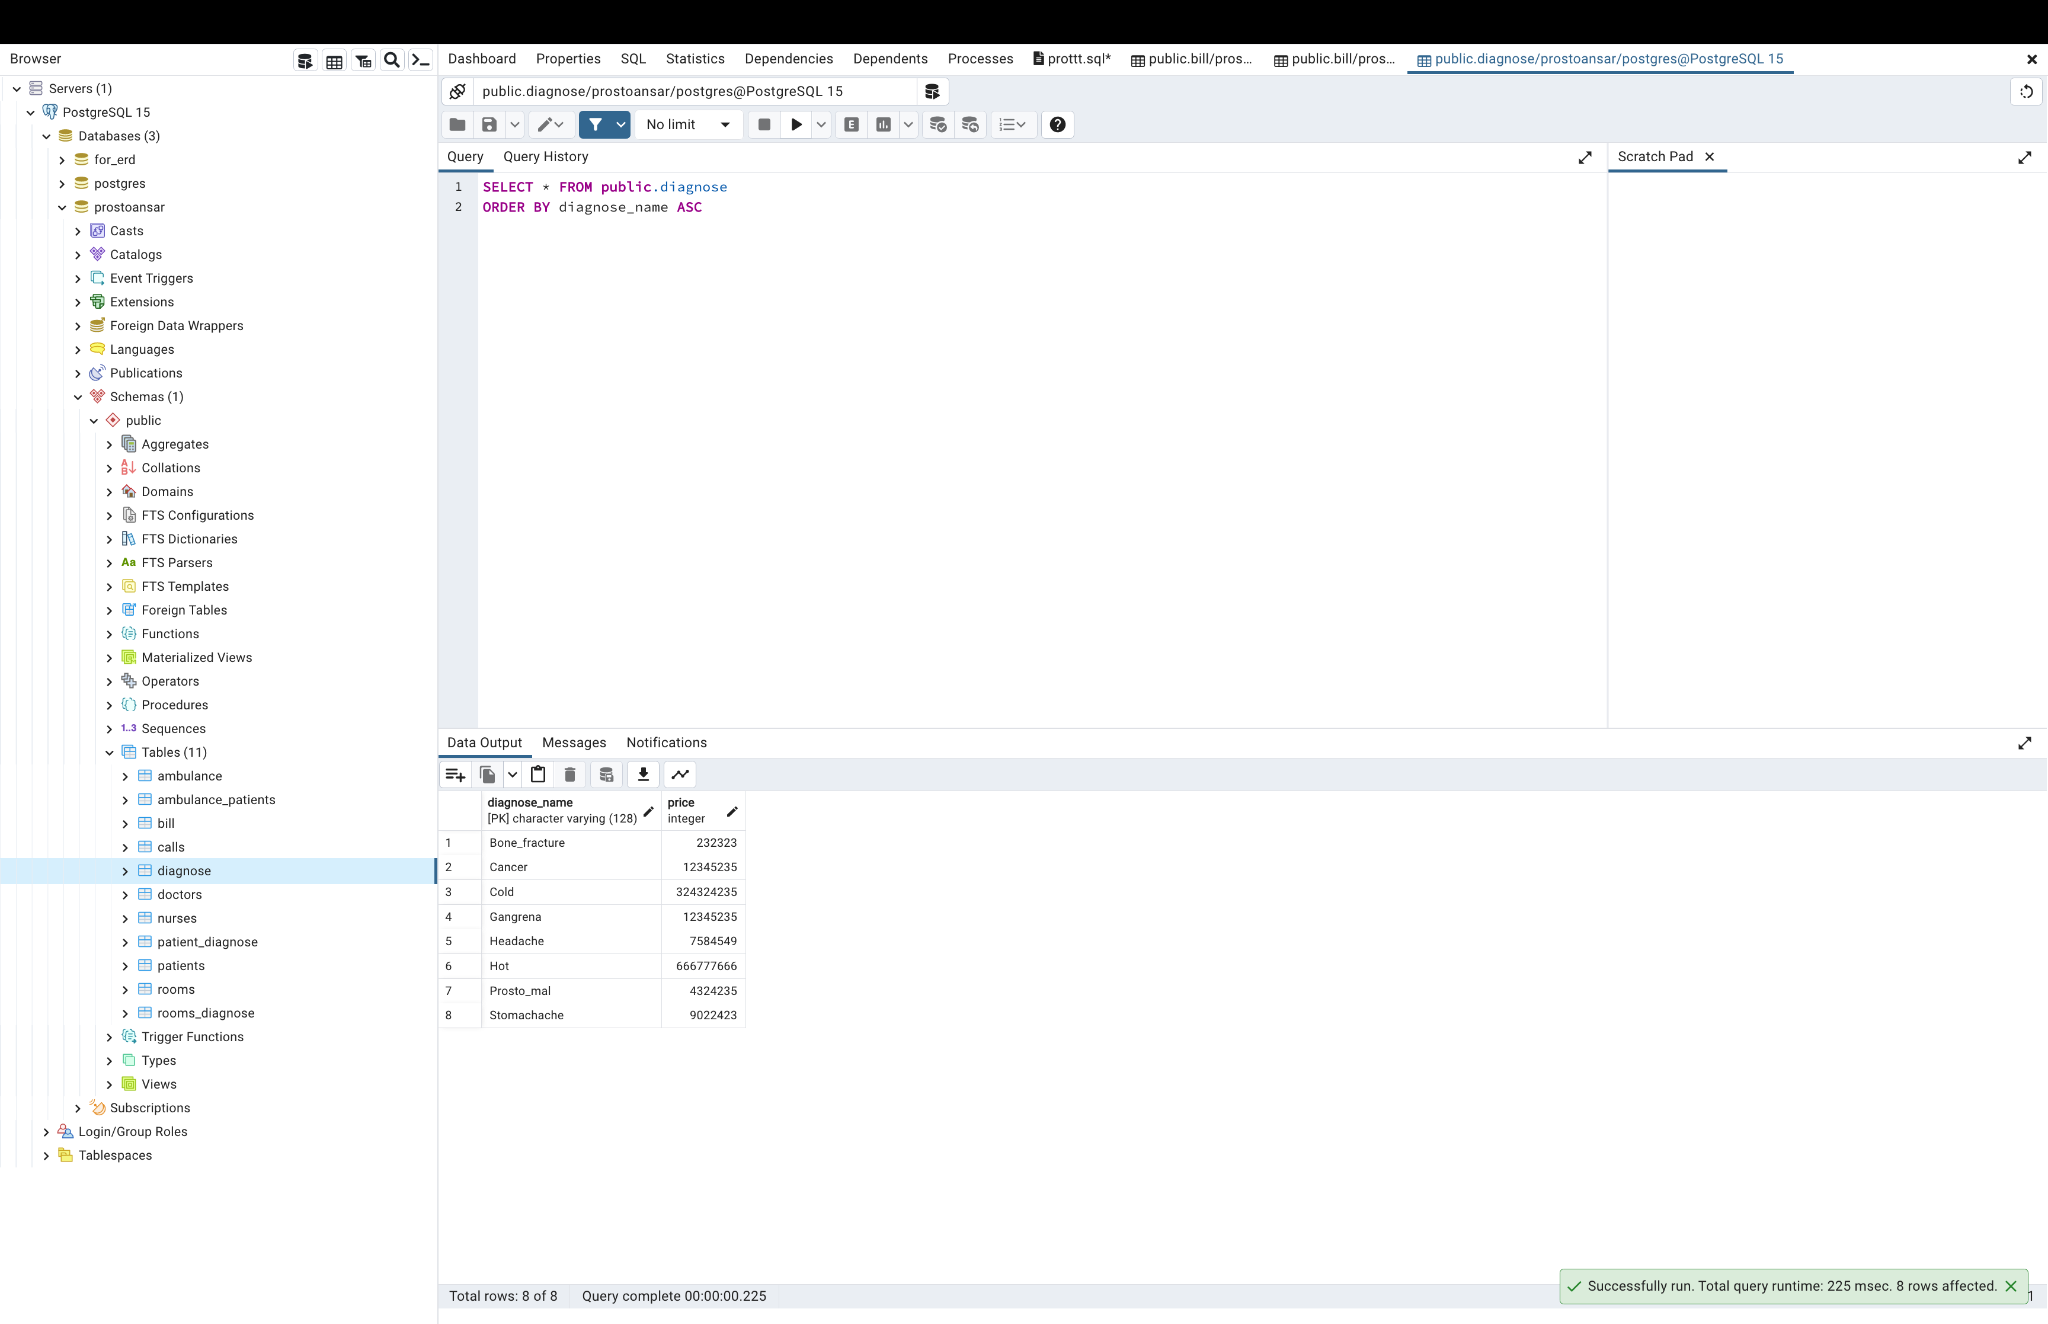 Browser
Servers (1)
PostgreSQL 15
Databases (3)
for_erd
postgres
prostoansar
Casts
Catalogs
Event Triggers
Extensions
Foreign Data Wrappers
Languages
Publications
Schemas (1)
public
Aggregates
Collations
Domains
FTS Configurations
FTS Dictionaries
Aa FTS Parsers
FTS Templates
Foreign Tables
Functions
Materialized Views
Operators
Procedures
1..3 Sequences
Tables (11)
ambulance
ambulance_patients
bill
calls
diagnose
doctors
nurses
patient_diagnose
patients
rooms
rooms_diagnose
Trigger Functions
Types
Views
Subscriptions
Login/Group Roles
Tablespaces
Dashboard Properties SQL Statistics Dependencies Dependents Processes prottt.sql* public.bill/pros... public.bill/pros... public.diagnose/prostoansar/postgres@PostgreSQL 15
public.diagnose/prostoansar/postgres@PostgreSQL 15
No limit E
Query Query History
1 SELECT * FROM public.diagnose
2 ORDER BY diagnose_name ASC
Scratch Pad
Data Output Messages Notifications
diagnose_name price
[PK] character varying (128) integer
1 Bone_fracture 232323
2 Cancer 12345235
3 Cold 324324235
4 Gangrena 12345235
5 Headache 7584549
6 Hot 666777666
7 Prosto_mal 4324235
8 Stomachache 9022423
Total rows: 8 of 8 Query complete 00:00:00.225
Successfully run. Total query runtime: 225 msec. 8 rows affected.